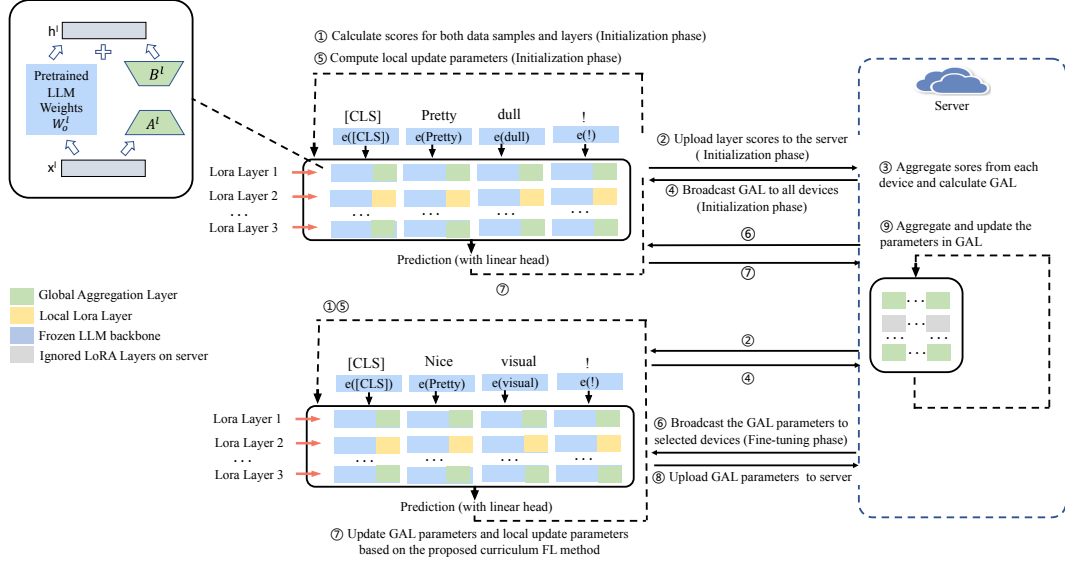 h^l
Pretrained
LLM
Weights
W_o^l
B^l
A^l
x^l
① Calculate scores for both data samples and layers (Initialization phase)
⑤ Compute local update parameters (Initialization phase)
[CLS] Pretty dull !
e([CLS]) e(Pretty) e(dull) e(!)
Lora Layer 1
Lora Layer 2
...
Lora Layer 3
... ... ... ...
Prediction (with linear head)
⑦
② Upload layer scores to the server
( Initialization phase)
④ Broadcast GAL to all devices
(Initialization phase)
⑥
⑦
Server
③ Aggregate sores from each
device and calculate GAL
⑨ Aggregate and update the
parameters in GAL
...
...
... ...
...
Global Aggregation Layer
Local Lora Layer
Frozen LLM backbone
Ignored LoRA Layers on server
①⑤
[CLS] Nice visual !
e([CLS]) e(Pretty) e(visual) e(!)
Lora Layer 1
Lora Layer 2
...
Lora Layer 3
... ... ... ...
Prediction (with linear head)
⑦ Update GAL parameters and local update parameters
based on the proposed curriculum FL method
②
④
⑥ Broadcast the GAL parameters to
selected devices (Fine-tuning phase)
⑧ Upload GAL parameters to server